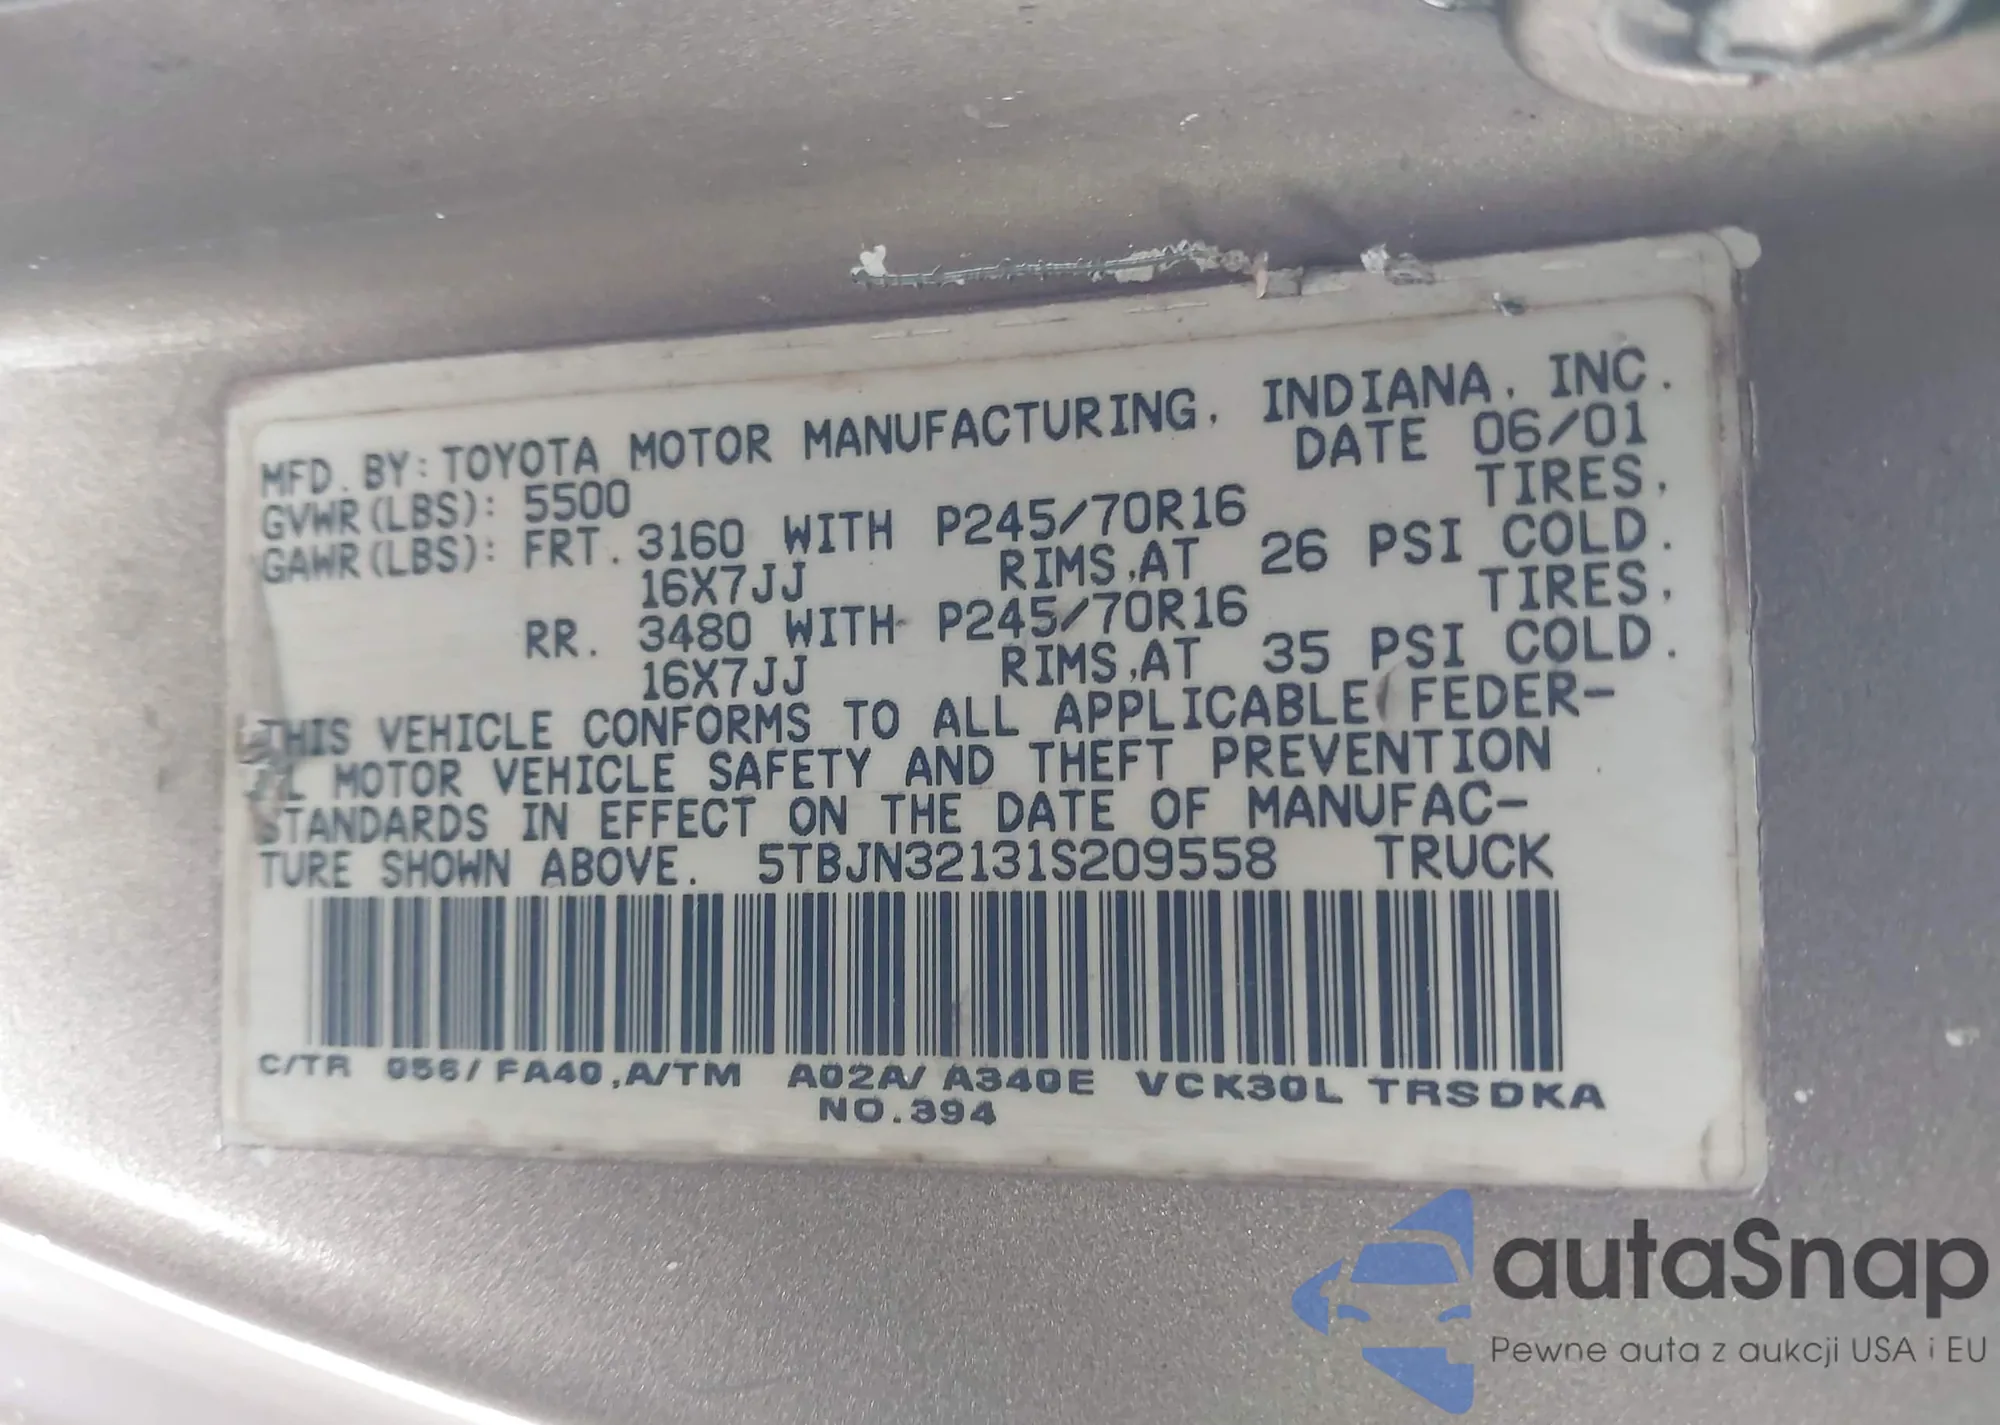 MFD. BY: TOYOTA MOTOR MANUFACTURING, INDIANA, INC.
GVWR(LBS): 5500 DATE 06/01
GAWR(LBS): FRT. 3160 WITH P245/70R16 TIRES,
16X7JJ RIMS,AT 26 PSI COLD.
RR. 3480 WITH P245/70R16 TIRES,
16X7JJ RIMS,AT 35 PSI COLD.
THIS VEHICLE CONFORMS TO ALL APPLICABLE FEDER-
AL MOTOR VEHICLE SAFETY AND THEFT PREVENTION
STANDARDS IN EFFECT ON THE DATE OF MANUFAC-
TURE SHOWN ABOVE. 5TBJN32131S209558 TRUCK
C/TR 056/FA40,A/TM A02A/A340E VCK30L TRSDKA
NO.394
autaSnap
Pewne auta z aukcji USA i EU